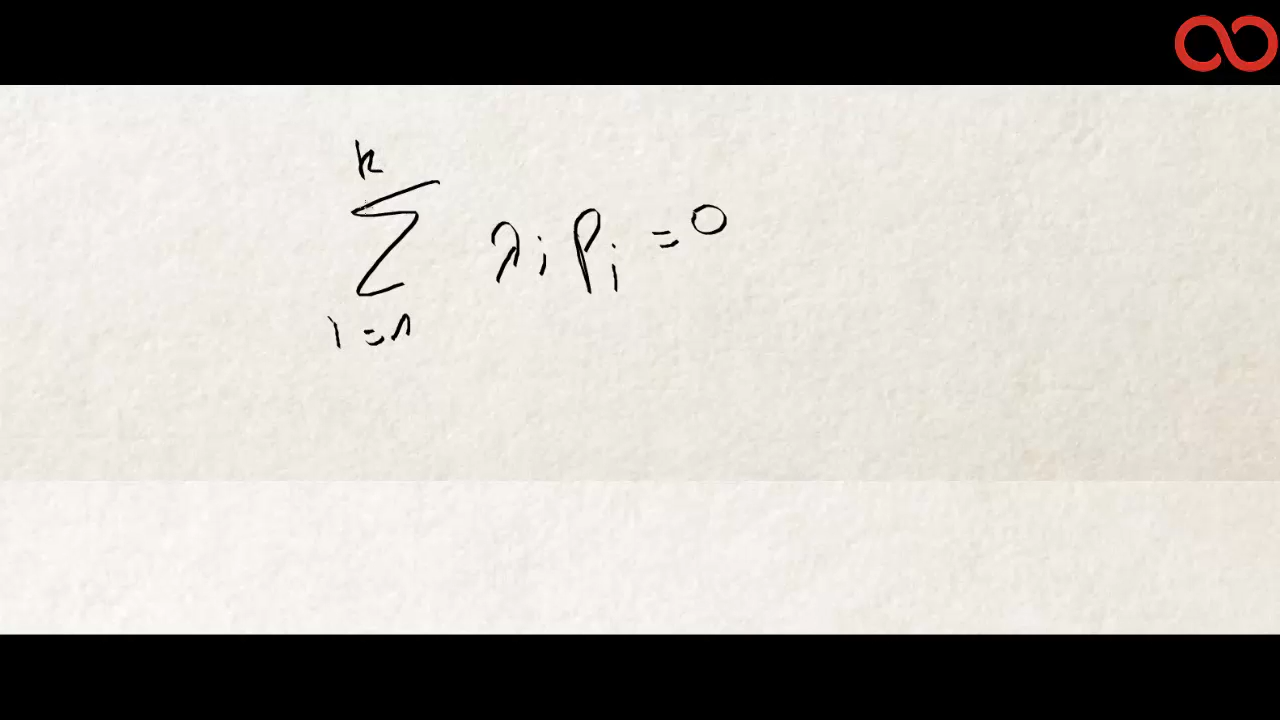 k
∑ λᵢ pᵢ = 0
i = 1